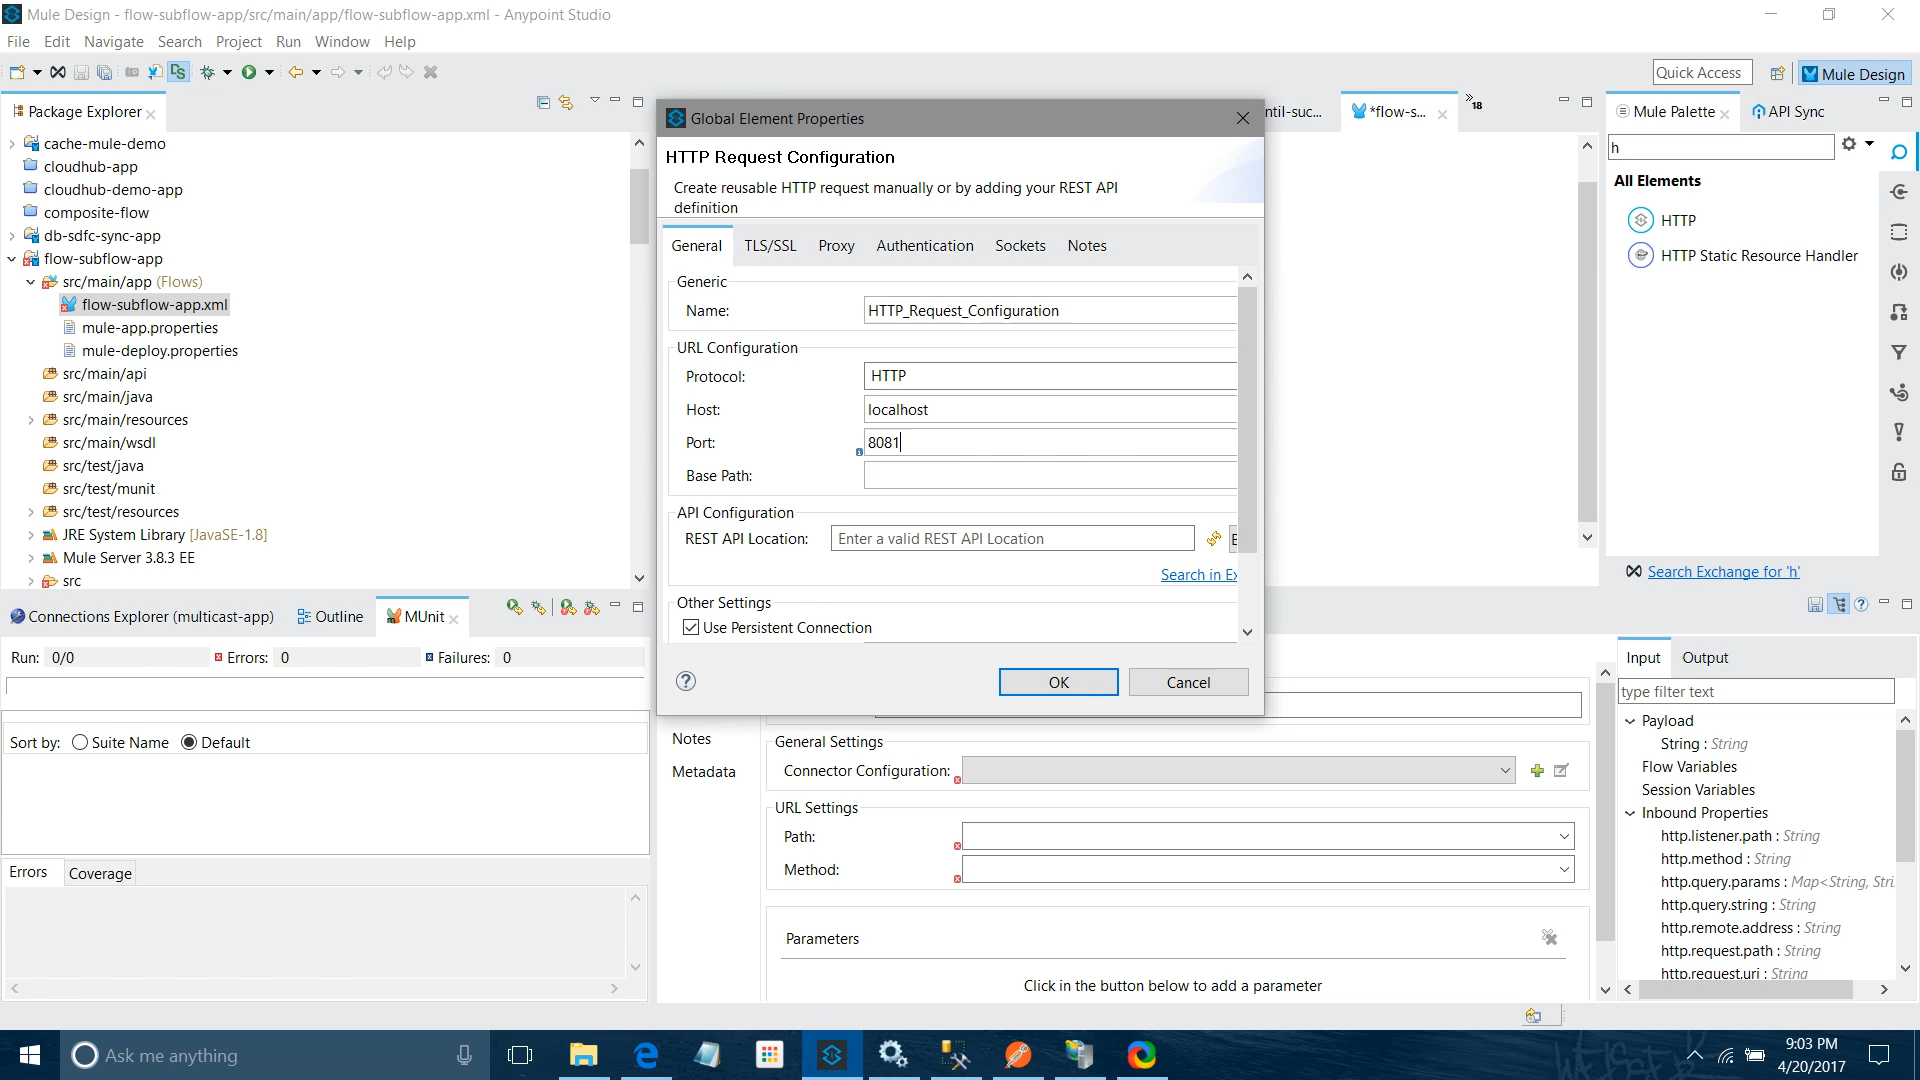 Mule Design - flow-subflow-app/src/main/app/flow-subflow-app.xml - Anypoint Studio
File Edit Navigate Search Project Run Window Help
Quick Access
Mule Design
Package Explorer
cache-mule-demo
cloudhub-app
cloudhub-demo-app
composite-flow
db-sdfc-sync-app
flow-subflow-app
src/main/app (Flows)
flow-subflow-app.xml
mule-app.properties
mule-deploy.properties
src/main/api
src/main/java
src/main/resources
src/main/wsdl
src/test/java
src/test/munit
src/test/resources
JRE System Library [JavaSE-1.8]
Mule Server 3.8.3 EE
src
Global Element Properties
HTTP Request Configuration
Create reusable HTTP request manually or by adding your REST API
definition
General TLS/SSL Proxy Authentication Sockets Notes
Generic
Name: HTTP_Request_Configuration
URL Configuration
Protocol: HTTP
Host: localhost
Port: 8081
Base Path:
API Configuration
REST API Location: Enter a valid REST API Location
Search in Ex
Other Settings
Use Persistent Connection
OK Cancel
ntil-suc... *flow-s... 18
Mule Palette API Sync
h
All Elements
HTTP
HTTP Static Resource Handler
Search Exchange for 'h'
Connections Explorer (multicast-app) Outline MUnit
Run: 0/0 Errors: 0 Failures: 0
Sort by: Suite Name Default
Errors Coverage
Notes
Metadata
General Settings
Connector Configuration:
URL Settings
Path:
Method:
Parameters
Click in the button below to add a parameter
Input Output
type filter text
Payload
String : String
Flow Variables
Session Variables
Inbound Properties
http.listener.path : String
http.method : String
http.query.params : Map<String, Stri
http.query.string : String
http.remote.address : String
http.request.path : String
http.request.uri : String
Ask me anything
9:03 PM
4/20/2017